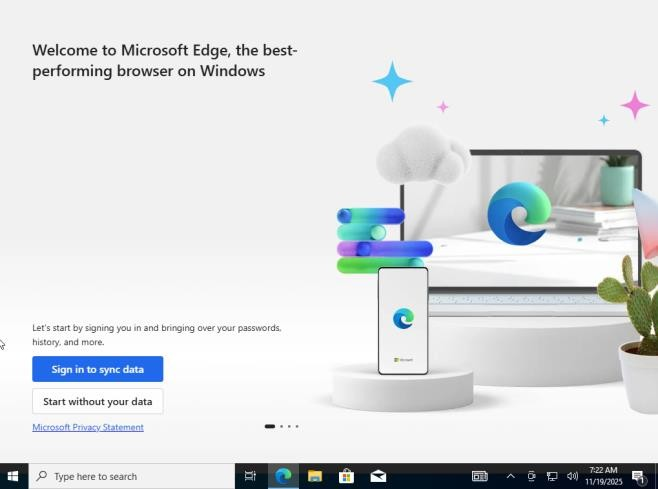 Welcome to Microsoft Edge, the best-
performing browser on Windows
Microsoft
Let's start by signing you in and bringing over your passwords,
history, and more.
Sign in to sync data
Start without your data
Microsoft Privacy Statement
Type here to search
7:22 AM
11/19/2025
1